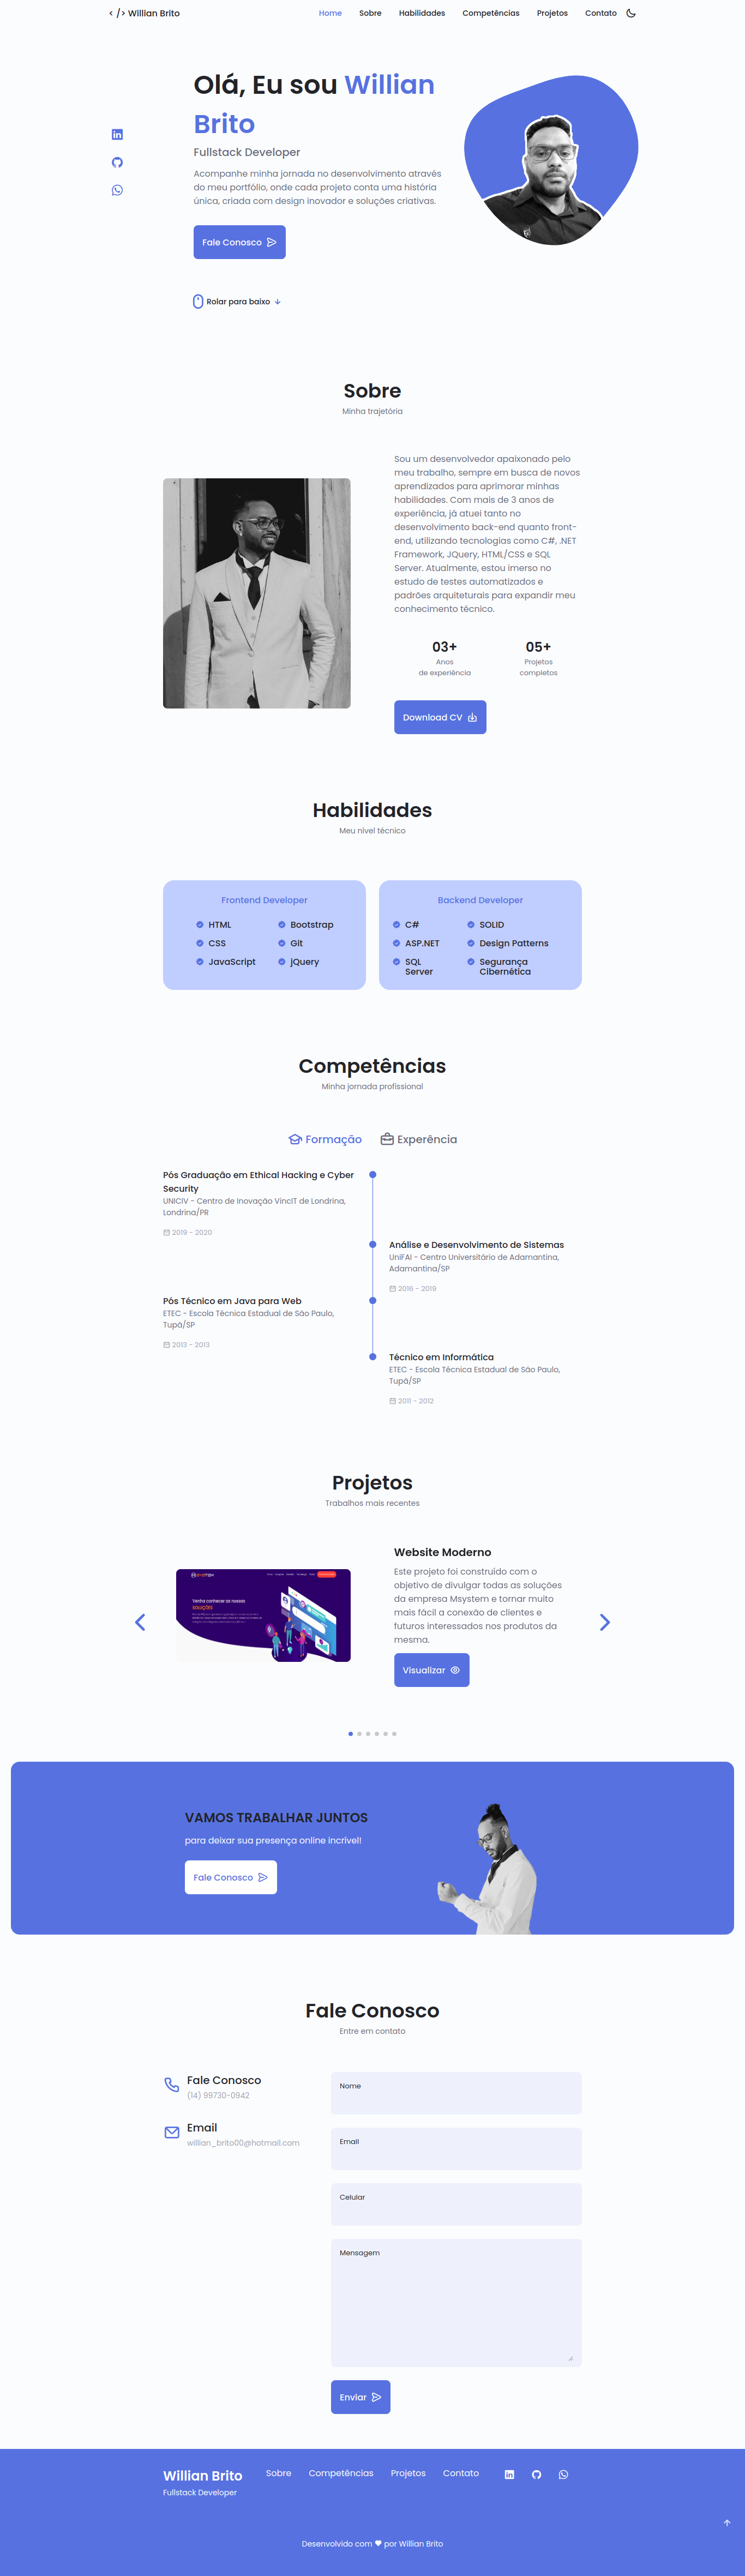 < /> Willian Brito
Home Sobre Habilidades Competências Projetos Contato
Olá, Eu sou Willian
Brito
Fullstack Developer
Acompanhe minha jornada no desenvolvimento através
do meu portfólio, onde cada projeto conta uma história
única, criada com design inovador e soluções criativas.
Fale Conosco
Rolar para baixo
Sobre
Minha trajetória
Sou um desenvolvedor apaixonado pelo
meu trabalho, sempre em busca de novos
aprendizados para aprimorar minhas
habilidades. Com mais de 3 anos de
experiência, já atuei tanto no
desenvolvimento back-end quanto front-
end, utilizando tecnologias como C#, .NET
Framework, JQuery, HTML/CSS e SQL
Server. Atualmente, estou imerso no
estudo de testes automatizados e
padrões arquiteturais para expandir meu
conhecimento técnico.
03+
Anos
de experiência
05+
Projetos
completos
Download CV
Habilidades
Meu nível técnico
Frontend Developer
HTML
CSS
JavaScript
Bootstrap
Git
jQuery
Backend Developer
C#
ASP.NET
SQL
Server
SOLID
Design Patterns
Segurança
Cibernética
Competências
Minha jornada profissional
Formação
Experência
Pós Graduação em Ethical Hacking e Cyber
Security
UNICIV - Centro de Inovação VincIT de Londrina,
Londrina/PR
2019 - 2020
Análise e Desenvolvimento de Sistemas
UniFAI - Centro Universitário de Adamantina,
Adamantina/SP
2016 - 2019
Pós Técnico em Java para Web
ETEC - Escola Técnica Estadual de São Paulo,
Tupã/SP
2013 - 2013
Técnico em Informática
ETEC - Escola Técnica Estadual de São Paulo,
Tupã/SP
2011 - 2012
Projetos
Trabalhos mais recentes
Venha conhecer as nossas
soluções
Website Moderno
Este projeto foi construído com o
objetivo de divulgar todas as soluções
da empresa Msystem e tornar muito
mais fácil a conexão de clientes e
futuros interessados nos produtos da
mesma.
Visualizar
VAMOS TRABALHAR JUNTOS
para deixar sua presença online incrível!
Fale Conosco
Fale Conosco
Entre em contato
Fale Conosco
(14) 99730-0942
Email
willian_brito00@hotmail.com
Nome
Email
Celular
Mensagem
Enviar
Willian Brito
Fullstack Developer
Sobre Competências Projetos Contato
Desenvolvido com ❤ por Willian Brito